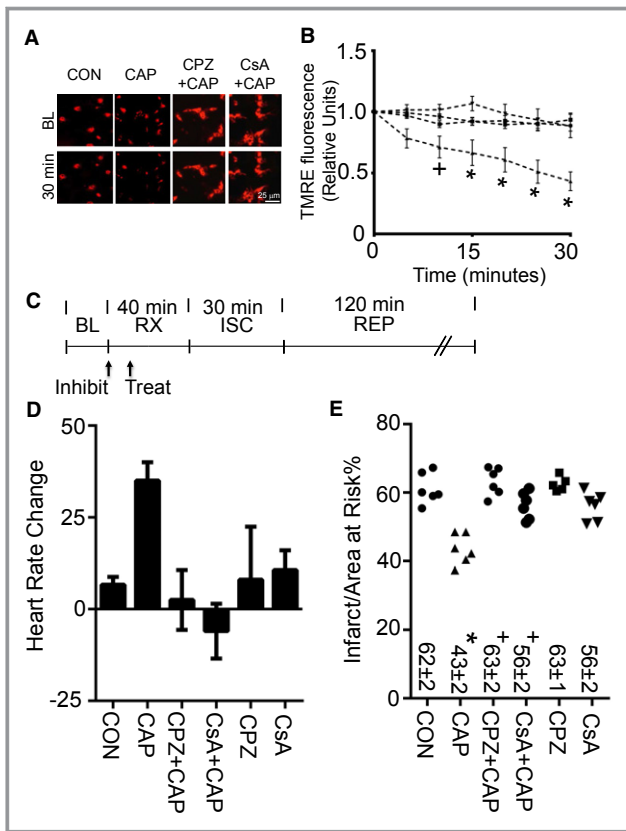 A
CON CAP CPZ +CAP CsA +CAP
BL
30 min
25 μm
B
TMRE fluorescence
(Relative Units)
1.5
1.0
0.5
0
+ * * * *
0 15 30
Time (minutes)
C
40 min 30 min 120 min
BL RX ISC REP
Inhibit Treat
D
Heart Rate Change
50
25
0
-25
CON CAP CPZ+CAP CsA+CAP CPZ CsA
E
Infarct/Area at Risk%
80
60
40
20
0
* + +
62±2 43±2 63±2 56±2 63±1 56±2
CON CAP CPZ+CAP CsA+CAP CPZ CsA